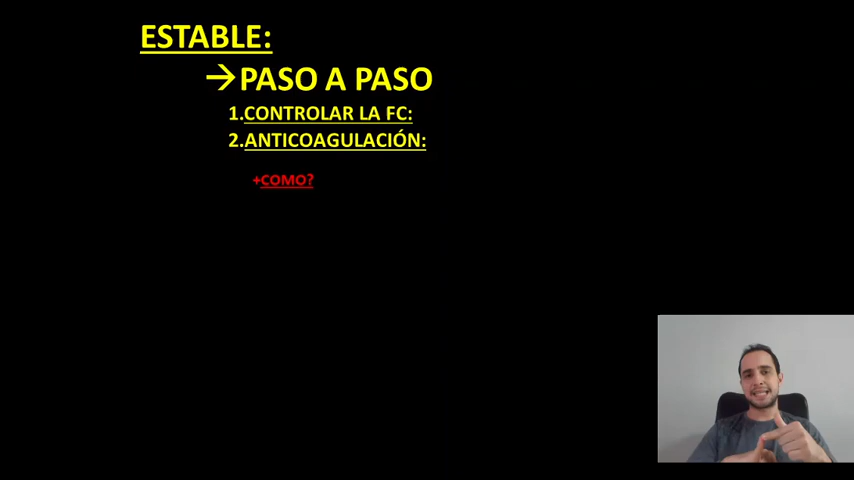 ESTABLE:
→PASO A PASO
1.CONTROLAR LA FC:
2.ANTICOAGULACIÓN:
+COMO?